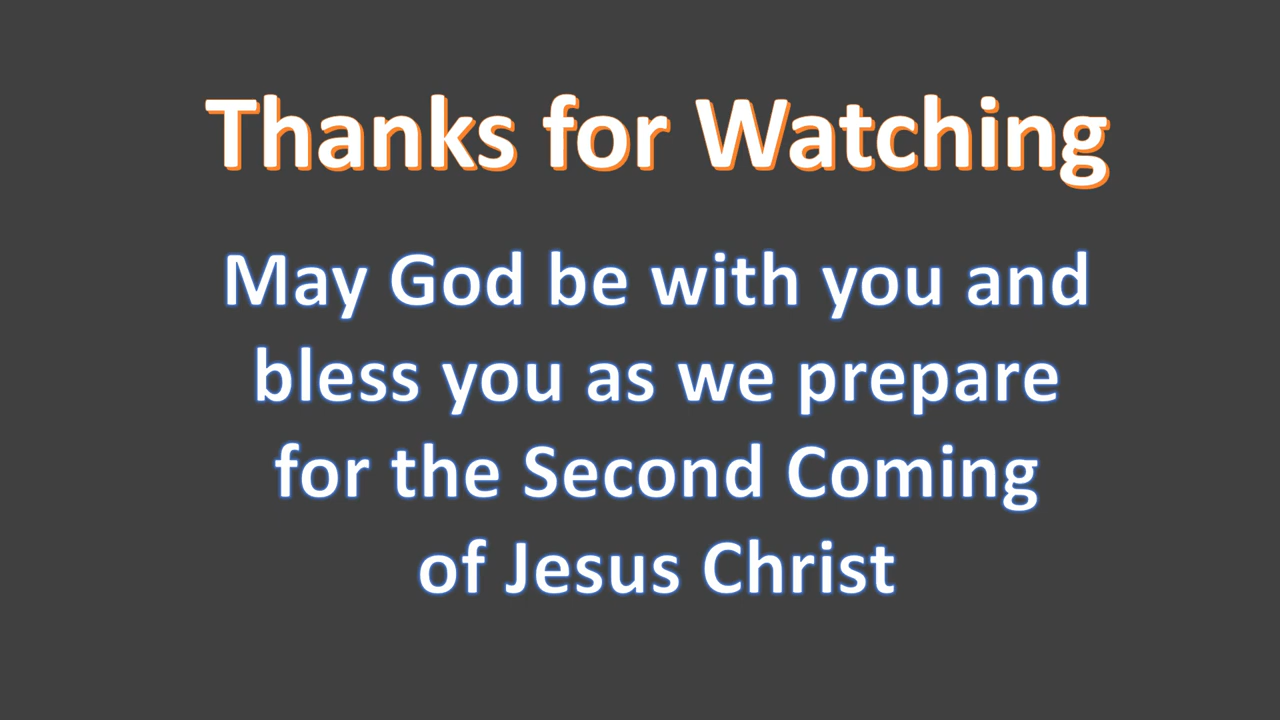 Thanks for Watching
May God be with you and
bless you as we prepare
for the Second Coming
of Jesus Christ